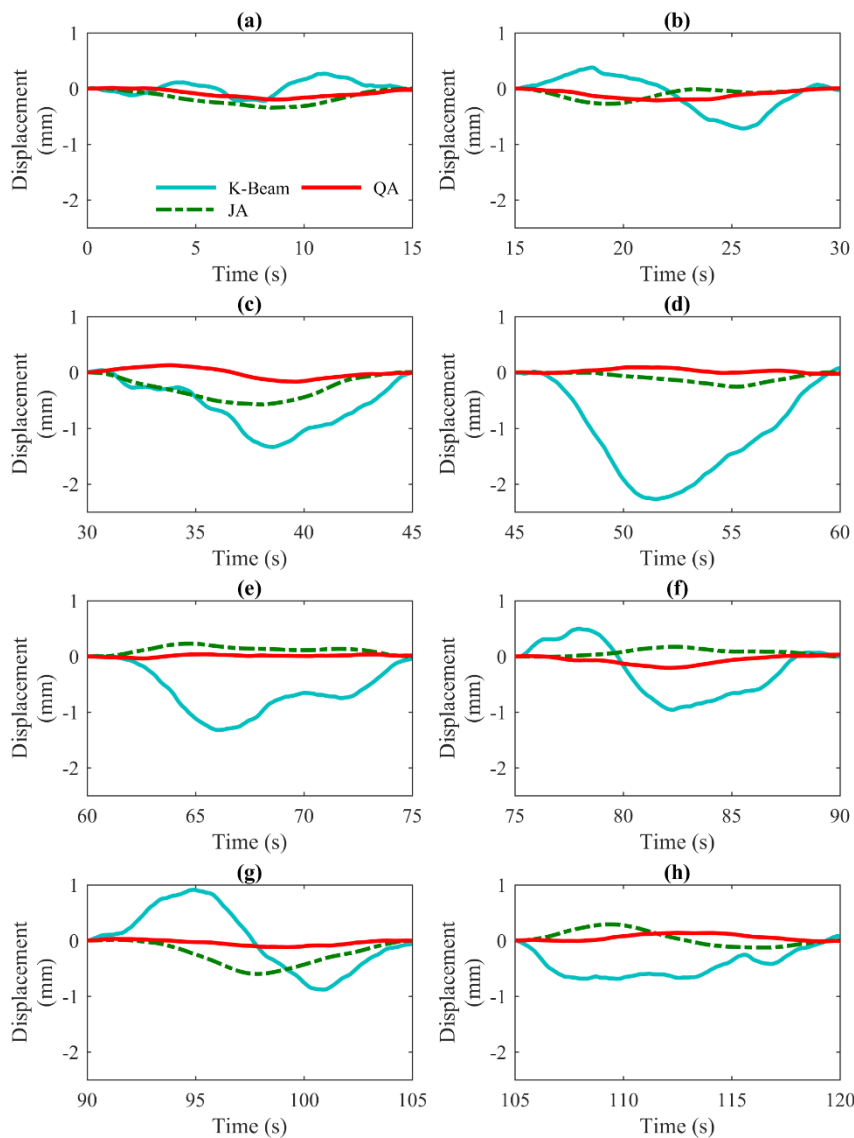 (a)
1
0
-1
-2
Displacement
(mm)
K-Beam
QA
JA
0
5
10
15
Time (s)
(b)
1
0
-1
-2
Displacement
(mm)
15
20
25
30
Time (s)
(c)
1
0
-1
-2
Displacement
(mm)
30
35
40
45
Time (s)
(d)
1
0
-1
-2
Displacement
(mm)
45
50
55
60
Time (s)
(e)
1
0
-1
-2
Displacement
(mm)
60
65
70
75
Time (s)
(f)
1
0
-1
-2
Displacement
(mm)
75
80
85
90
Time (s)
(g)
1
0
-1
-2
Displacement
(mm)
90
95
100
105
Time (s)
(h)
1
0
-1
-2
Displacement
(mm)
105
110
115
120
Time (s)